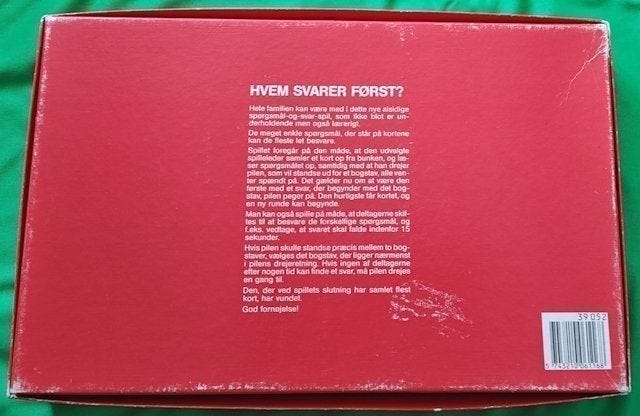 HVEM SVARER FØRST?
Hele familien kan være med i dette nye alsidige
spørgsmål-og-svar-spil, som ikke blot er un-
derholdende men også lærerigt.
De meget enkle spørgsmål, der står på kortene
kan de fleste let besvare.
Spillet foregår på den måde, at den udvalgte
spilleleder samler et kort op fra bunken, og læ-
ser spørgsmålet op, samtidig med at han drejer
pilen, som vil standse ud for et bogstav, alle ven-
ter spændt på. Det gælder nu om at være den
første med et svar, der begynder med det bog-
stav, pilen peger på. Den hurtigste får kortet, og
en ny runde kan begynde.
Man kan også spille på måde, at deltagerne skif-
tes til at besvare de forskellige spørgsmål, og
f.eks. vedtage, at svaret skal falde indenfor 15
sekunder.
Hvis pilen skulle standse præcis mellem to bog-
staver, vælges det bogstav, der ligger nærmenst
i pilens drejeretning. Hvis ingen af deltagerne
efter nogen tid kan finde et svar, må pilen drejes
en gang til.
Den, der ved spillets slutning har samlet flest
kort, har vundet.
God fornøjelse!
39 052
5 743210 061168